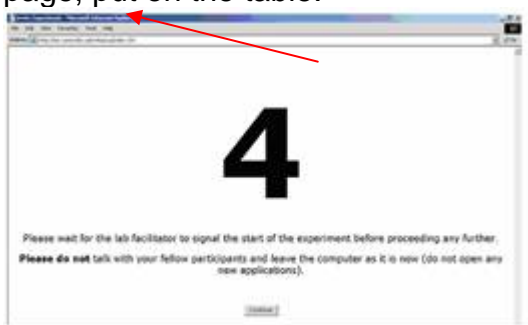 page, put on the table.
4
Please wait for the lab facilitator to signal the start of the experiment before proceeding any further.
Please do not talk with your fellow participants and leave the computer as it is now (do not open any
new applications).
Continue